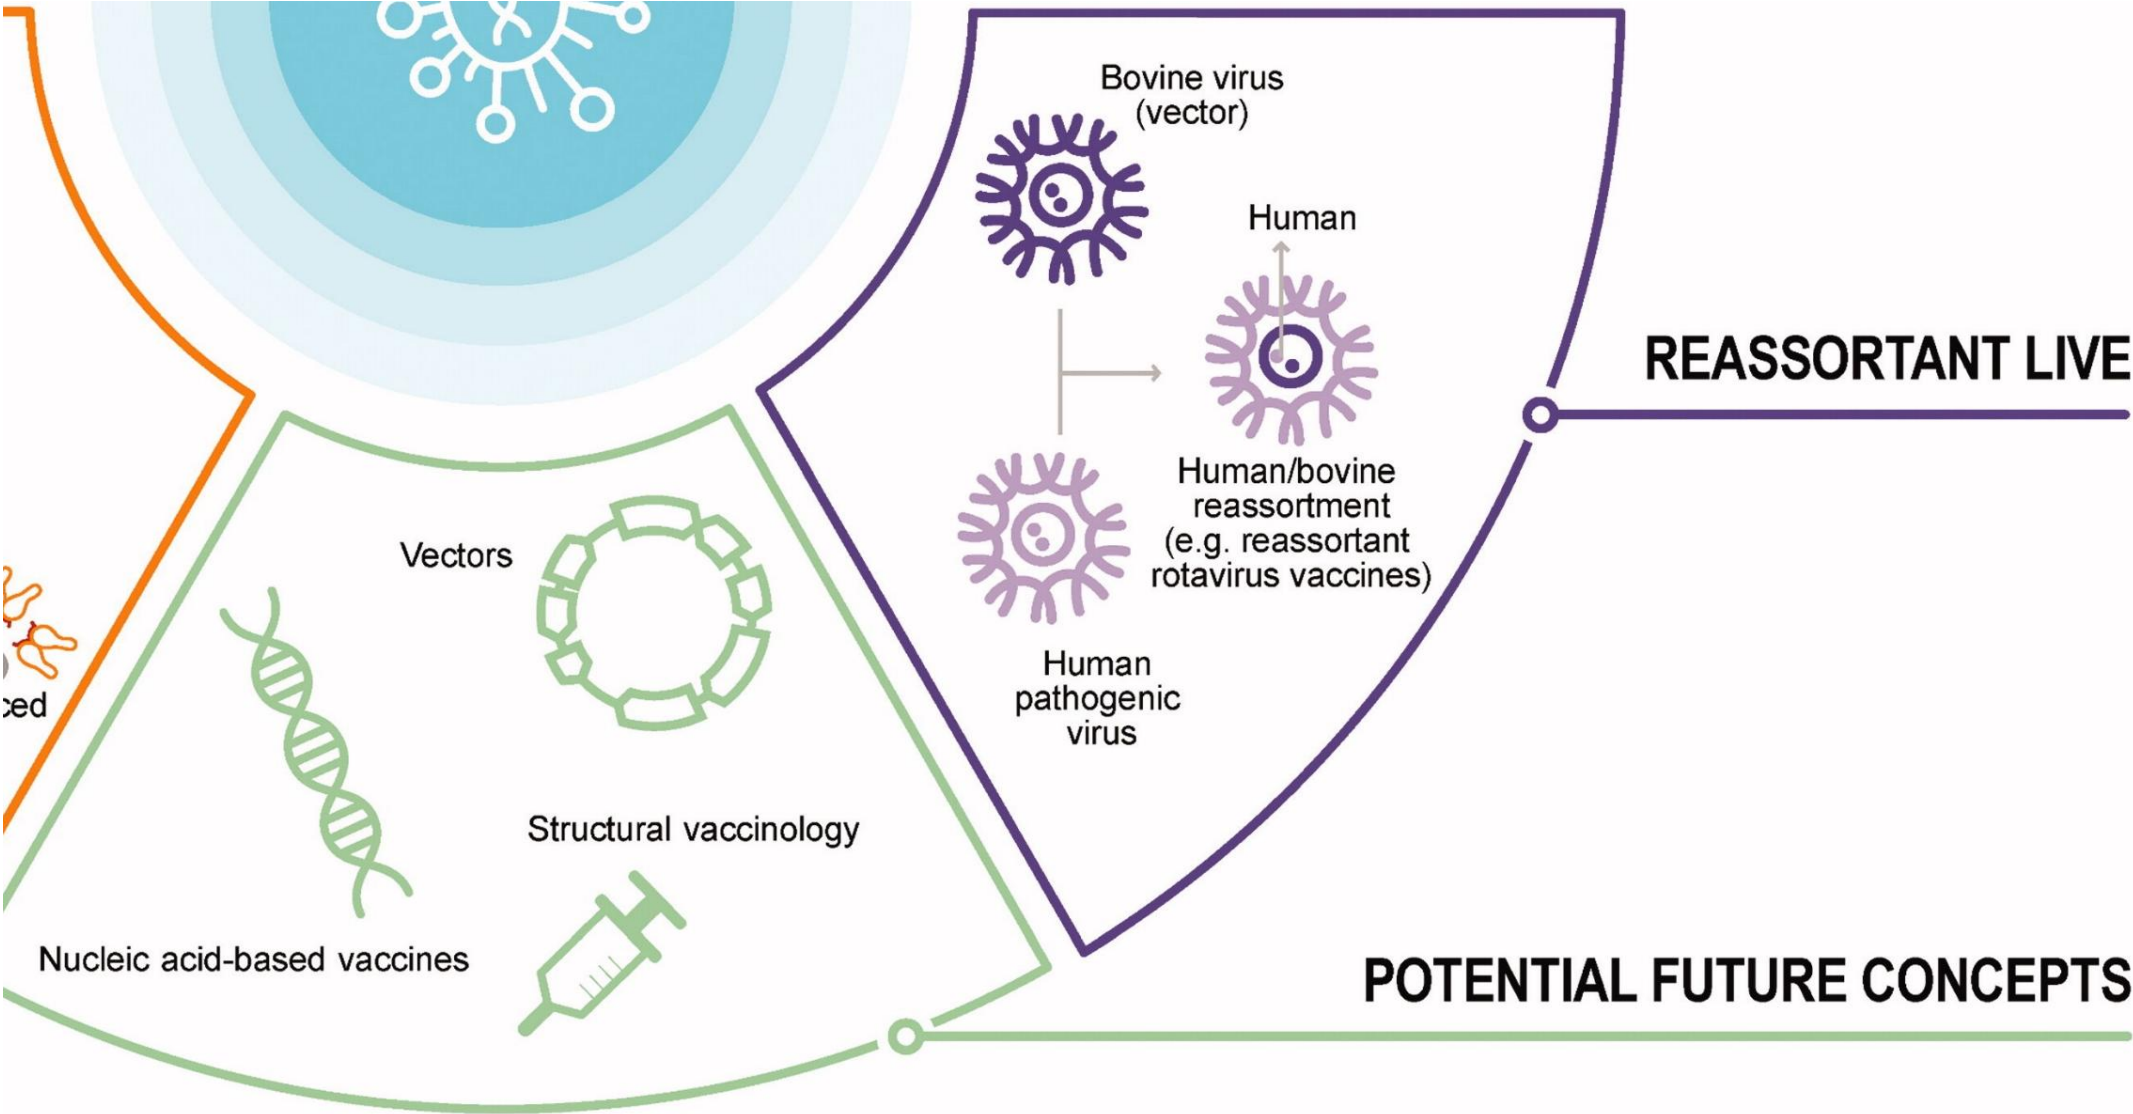 Bovine virus
(vector)
Human
REASSORTANT LIVE
Human/bovine
reassortment
(e.g. reassortant
rotavirus vaccines)
Human
pathogenic
virus
Vectors
Structural vaccinology
Nucleic acid-based vaccines
POTENTIAL FUTURE CONCEPTS